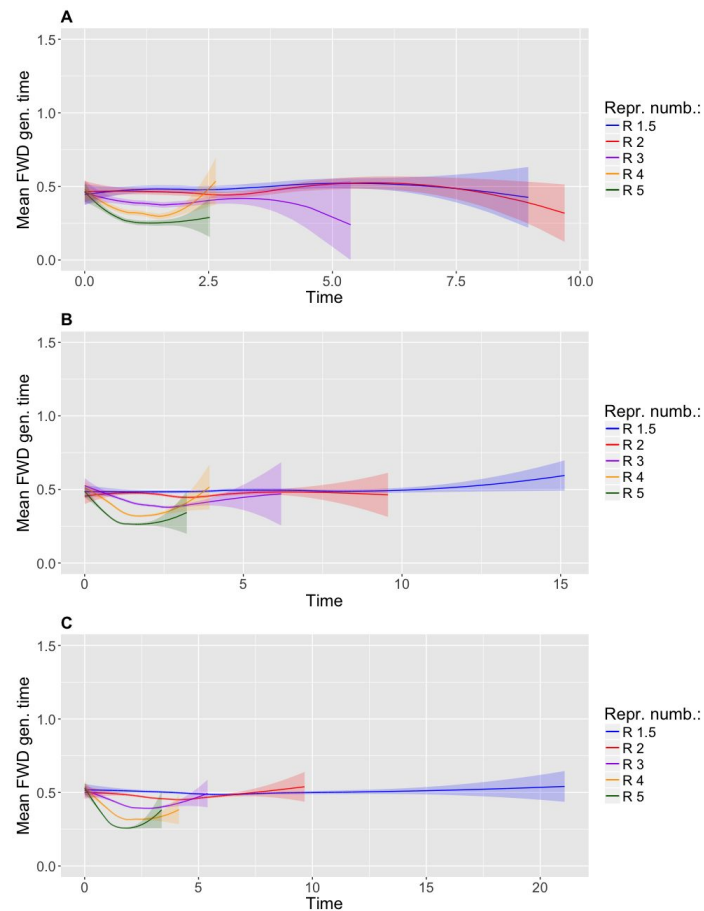 A
1.5
1.0
0.5
0.0
Mean FWD gen. time
0.0 2.5 5.0 7.5 10.0
Time
Repr. numb.:
R 1.5
R 2
R 3
R 4
R 5
B
1.5
1.0
0.5
0.0
Mean FWD gen. time
0 5 10 15
Time
Repr. numb.:
R 1.5
R 2
R 3
R 4
R 5
C
1.5
1.0
0.5
0.0
Mean FWD gen. time
0 5 10 15 20
Time
Repr. numb.:
R 1.5
R 2
R 3
R 4
R 5